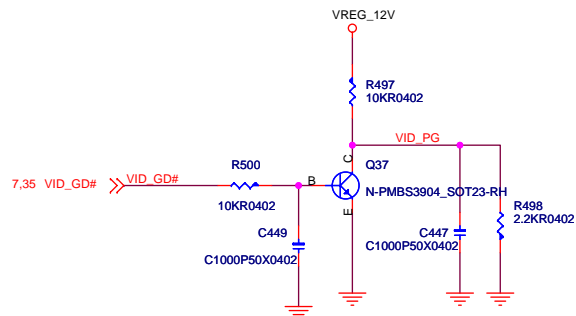 VREG_12V
R497
10KR0402
VID_PG
C
Q37
R500
7,35 VID_GD#
VID_GD#
B
N-PMBS3904_SOT23-RH
10KR0402
E
R498
2.2KR0402
C449
C447
C1000P50X0402
C1000P50X0402